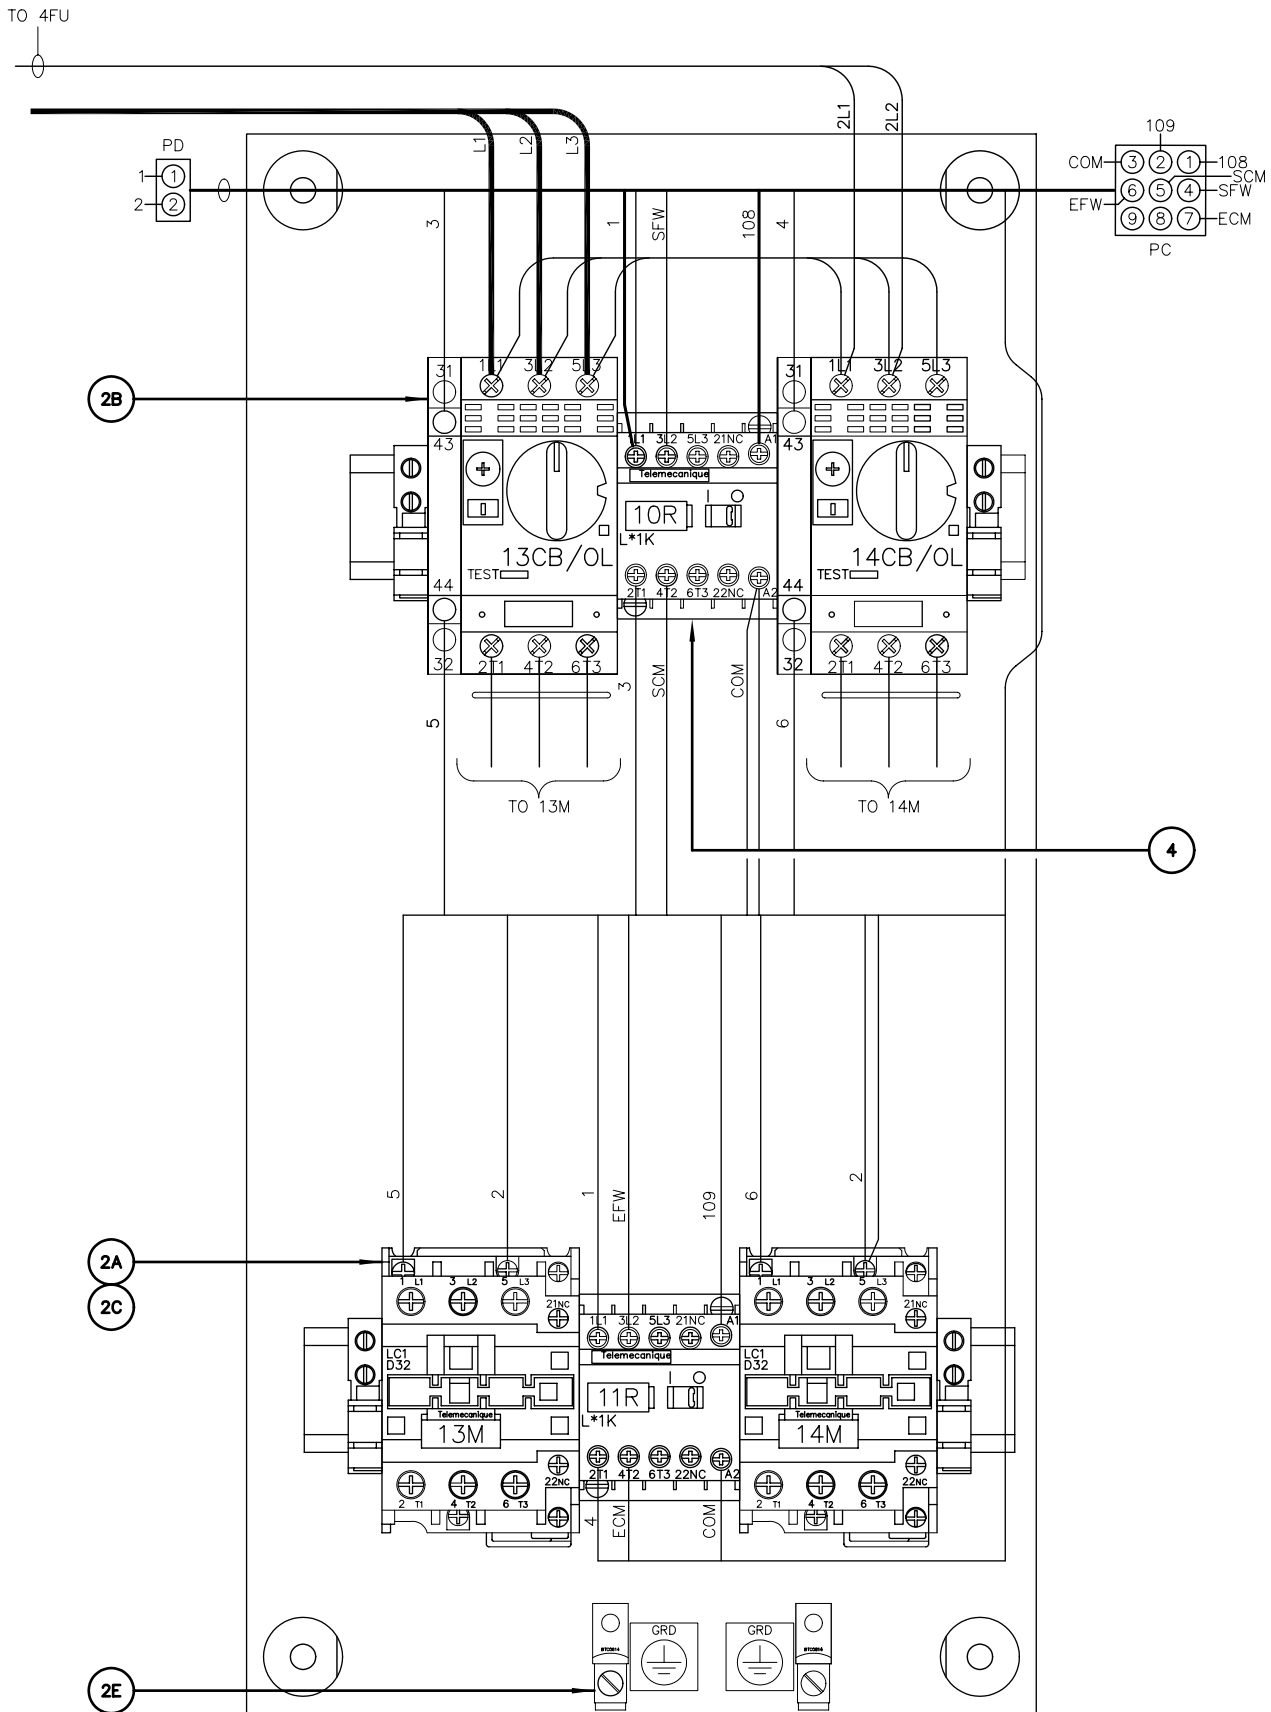 TO 4FU
2L1
2L2
L1
L2
L3
PD
1
1
2
2
109
COM
3
2
1
108
SCM
6
5
4
SFW
EFW
9
8
7
ECM
PC
3
1
SFW
108
4
31
1L1
3L2
5L3
31
1L1
3L2
5L3
2B
43
1L1
3L2
5L3
21NC
A1
43
Telemecanique
10R
L*1K
13CB/OL
14CB/OL
TEST
TEST
44
2T1
4T2
6T3
22NC
A2
44
32
2T1
4T2
6T3
32
2T1
4T2
6T3
3
SCM
COM
5
6
TO 13M
TO 14M
4
5
2
1
EFW
109
6
2
2A
2C
1 L1
3 L2
5 L3
21NC
1L1
3L2
5L3
21NC
A1
1 L1
3 L2
5 L3
21NC
LC1
D32
Telemecanique
LC1
D32
11R
L*1K
Telemecanique
13M
Telemecanique
14M
2 T1
4 T2
6 T3
22NC
2T1
4T2
6T3
22NC
A2
2 T1
4 T2
6 T3
22NC
4
ECM
COM
GRD
GRD
2E